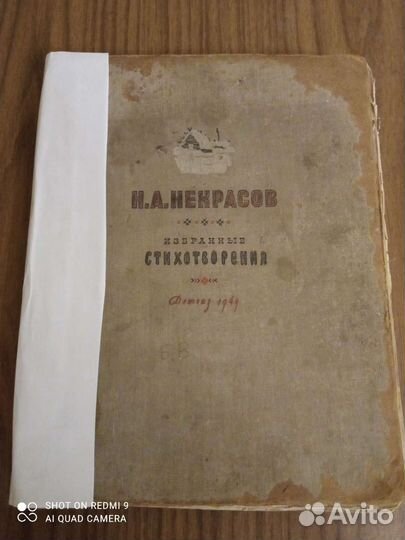 Н.А.НЕКРАСОВ
ИЗБРАННЫЕ
СТИХОТВОРЕНИЯ
Детгиз 1949
SHOT ON REDMI 9
AI QUAD CAMERA
Avito